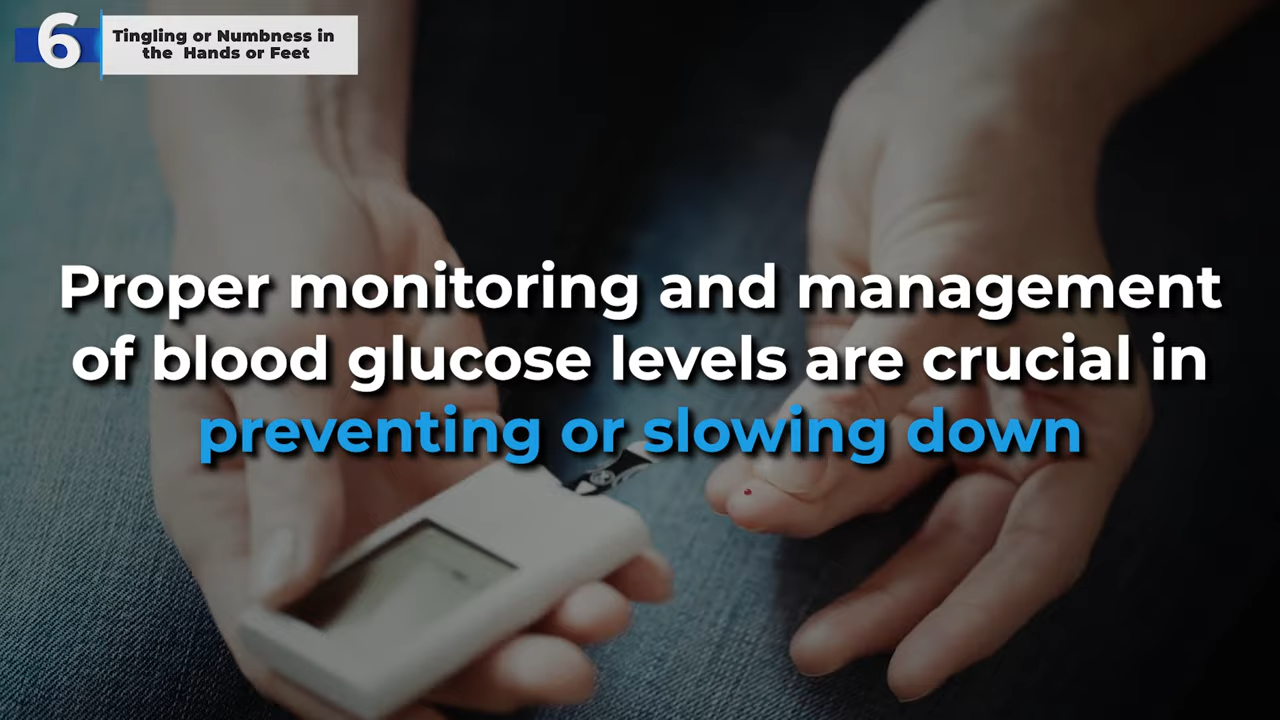 6
Tingling or Numbness in
the Hands or Feet
Proper monitoring and management
of blood glucose levels are crucial in
preventing or slowing down